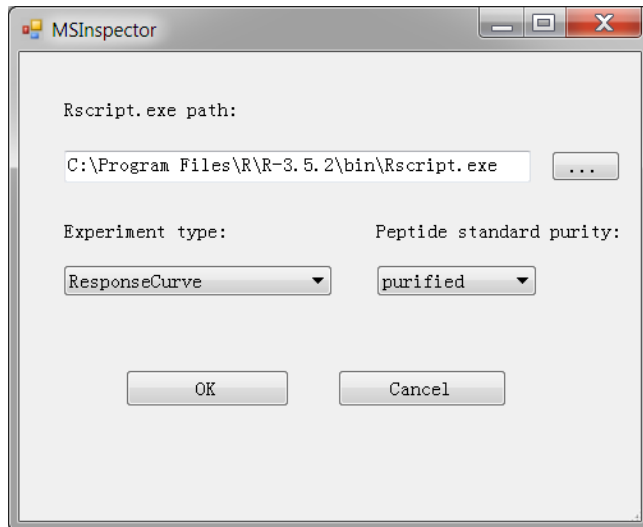 MSInspector
Rscript.exe path:
C:\Program Files\R\R-3.5.2\bin\Rscript.exe
...
Experiment type: Peptide standard purity:
ResponseCurve purified
OK Cancel